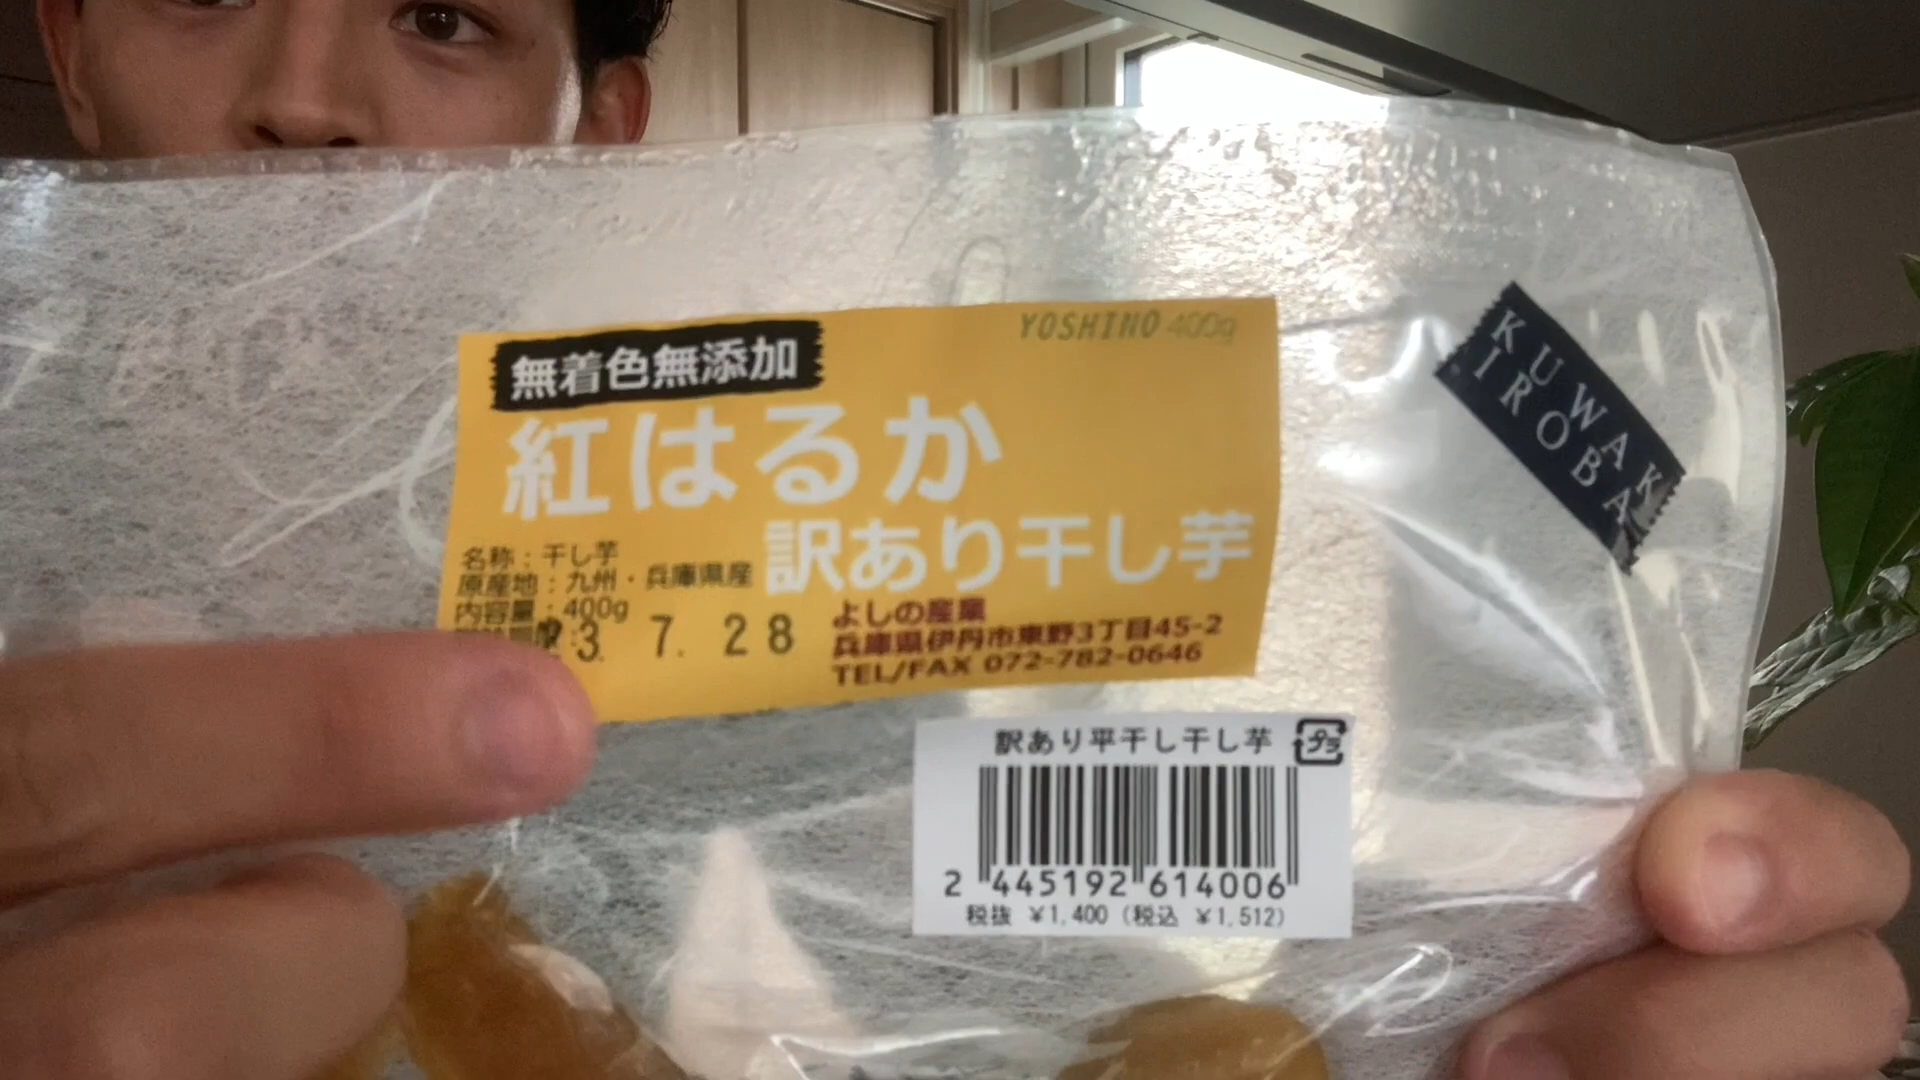 YOSHINO 400g
無着色無添加
紅はるか
訳あり干し芋
名称:干し芋
原産地:九州・兵庫県産
内容量:400g
23. 7. 28
よしの産業
兵庫県伊丹市東野3丁目45-2
TEL/FAX 072-782-0646
KUWAK
IROBA
訳あり平干し干し芋 プラ
2 445192 614006
税抜 ¥1,400 (税込 ¥1,512)